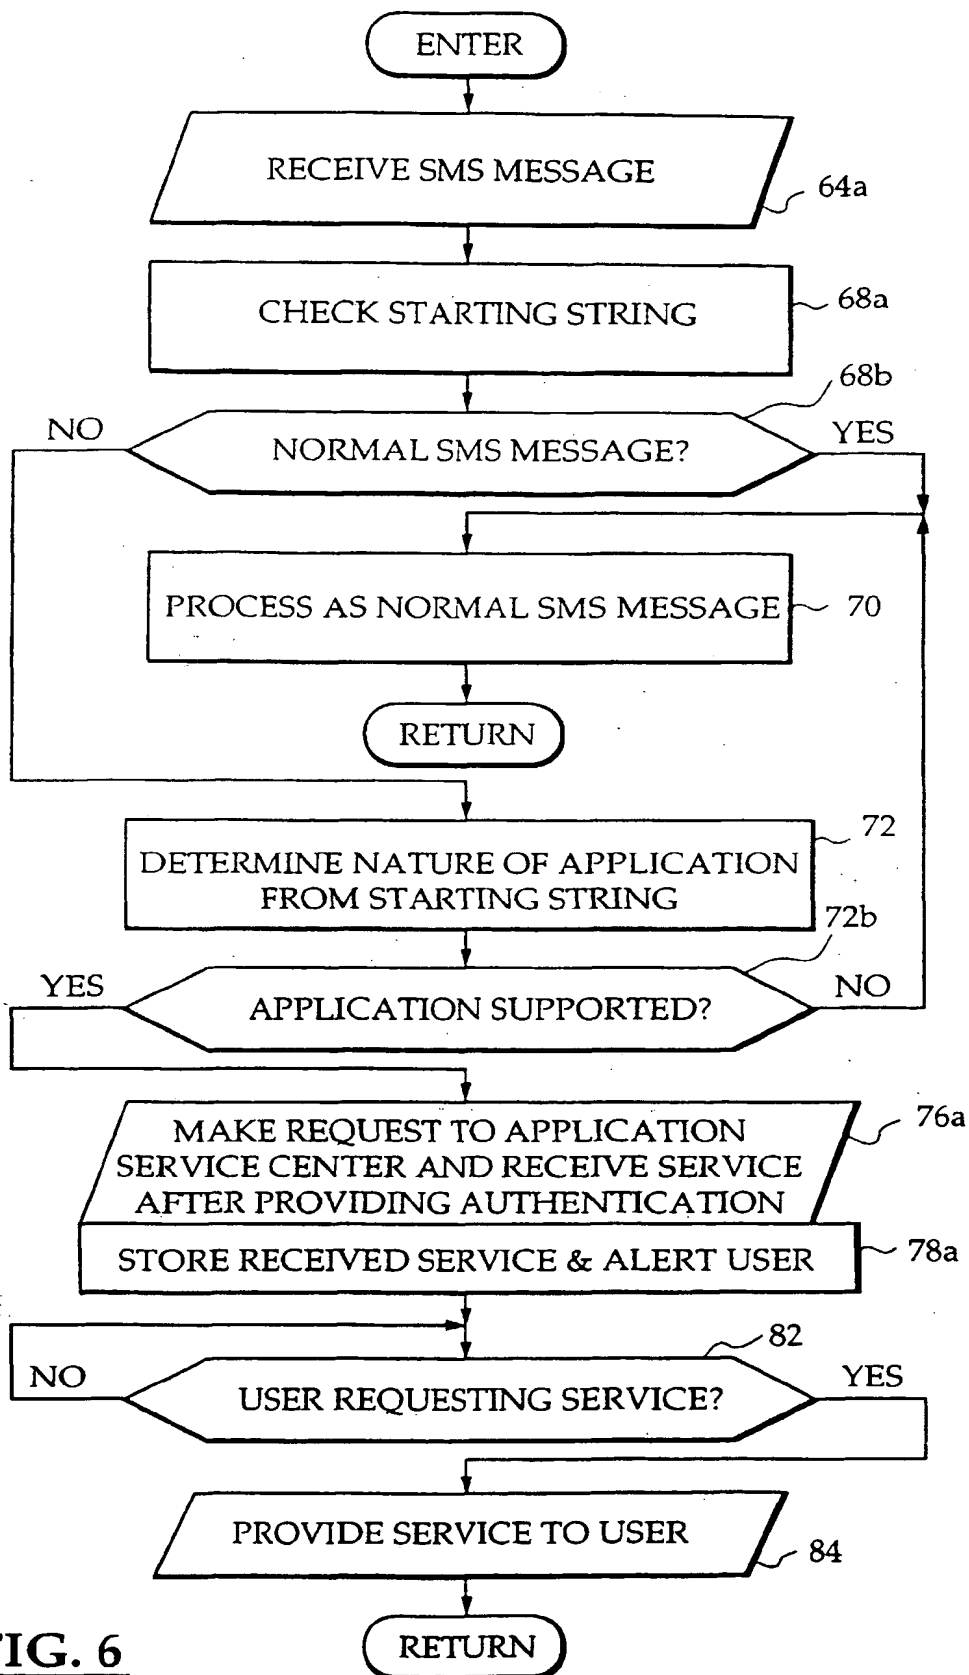 ENTER
RECEIVE SMS MESSAGE
64a
CHECK STARTING STRING
68a
68b
NO
NORMAL SMS MESSAGE?
YES
PROCESS AS NORMAL SMS MESSAGE
70
RETURN
72
DETERMINE NATURE OF APPLICATION
FROM STARTING STRING
72b
YES
APPLICATION SUPPORTED?
NO
MAKE REQUEST TO APPLICATION
SERVICE CENTER AND RECEIVE SERVICE
AFTER PROVIDING AUTHENTICATION
76a
STORE RECEIVED SERVICE & ALERT USER
78a
82
NO
USER REQUESTING SERVICE?
YES
PROVIDE SERVICE TO USER
84
RETURN
IG. 6